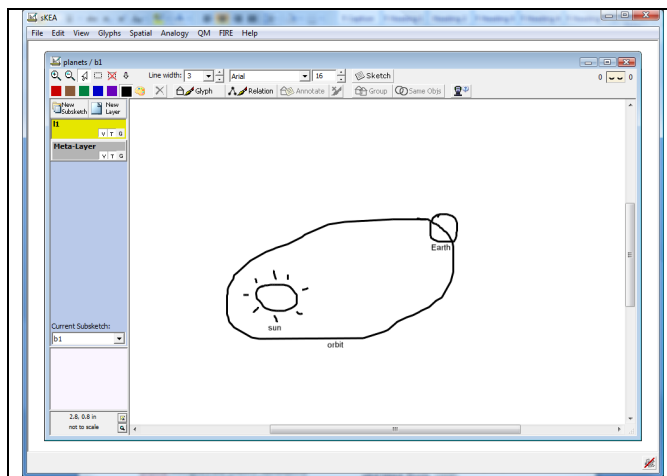 sKEA
File Edit View Glyphs Spatial Analogy QM FIRE Help
planets / b1
Line width: 3 Arial 16 Sketch 0 0
Glyph Relation Annotate Group Same Objs
New Subsketch New Layer
l1
V T G
Meta-Layer
V T G
Earth
sun
orbit
Current Subsketch:
b1
2.8, 0.8 in
not to scale